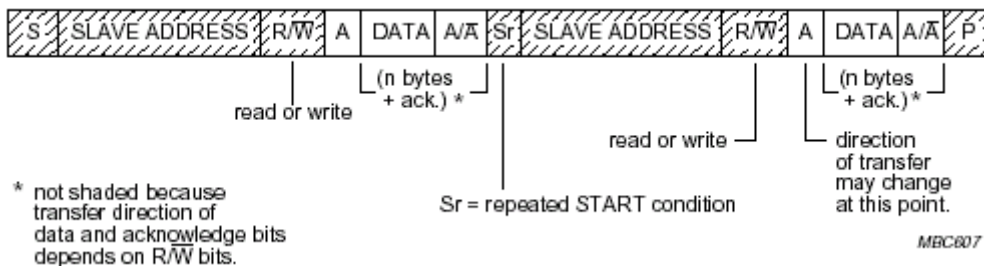 S SLAVE ADDRESS R/W̅ A DATA A/A̅ Sr SLAVE ADDRESS R/W̅ A DATA A/A̅ P
(n bytes
+ ack.) *
(n bytes
+ ack.) *
read or write
read or write
direction
of transfer
may change
at this point.
Sr = repeated START condition
* not shaded because
transfer direction of
data and acknowledge bits
depends on R/W̅ bits.
MBC607